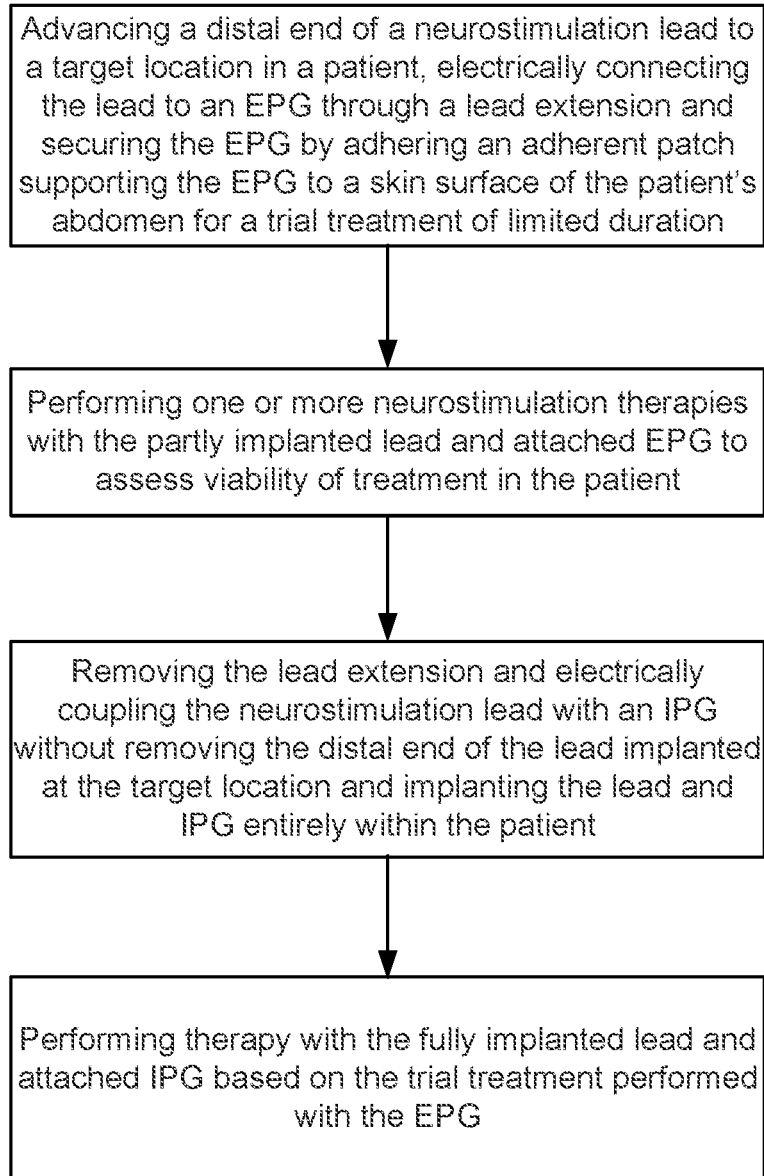 Advancing a distal end of a neurostimulation lead to
a target location in a patient, electrically connecting
the lead to an EPG through a lead extension and
securing the EPG by adhering an adherent patch
supporting the EPG to a skin surface of the patient's
abdomen for a trial treatment of limited duration
Performing one or more neurostimulation therapies
with the partly implanted lead and attached EPG to
assess viability of treatment in the patient
Removing the lead extension and electrically
coupling the neurostimulation lead with an IPG
without removing the distal end of the lead implanted
at the target location and implanting the lead and
IPG entirely within the patient
Performing therapy with the fully implanted lead and
attached IPG based on the trial treatment performed
with the EPG